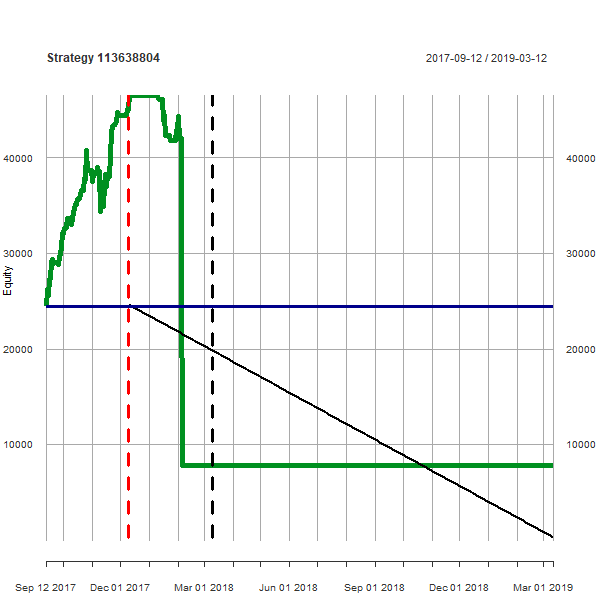 Strategy 113638804
2017-09-12 / 2019-03-12
40000
40000
30000
30000
Equity
20000
20000
10000
10000
Sep 12 2017
Dec 01 2017
Mar 01 2018
Jun 01 2018
Sep 01 2018
Dec 01 2018
Mar 01 2019